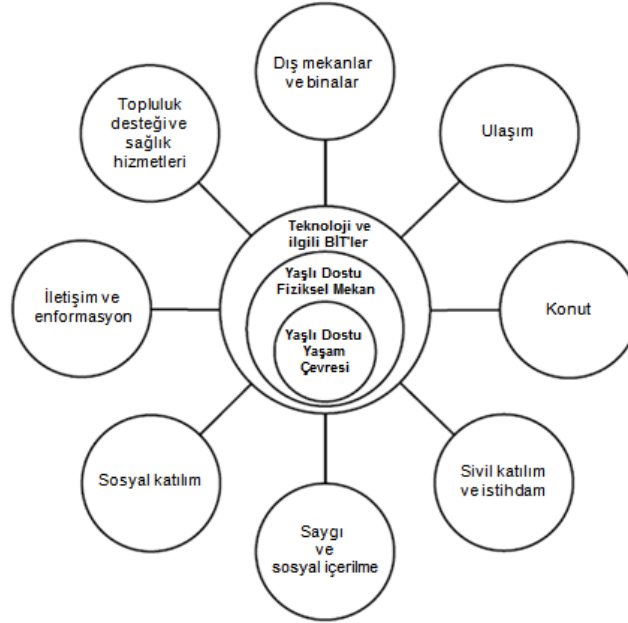 Dış mekanlar
ve binalar
Ulaşım
Konut
Sivil katılım
ve istihdam
Saygı
ve
sosyal içerilme
Sosyal katılım
İletişim ve
enformasyon
Topluluk
desteği ve
sağlık
hizmetleri
Teknoloji ve
ilgili BİT'ler
Yaşlı Dostu
Fiziksel Mekan
Yaşlı Dostu
Yaşam
Çevresi